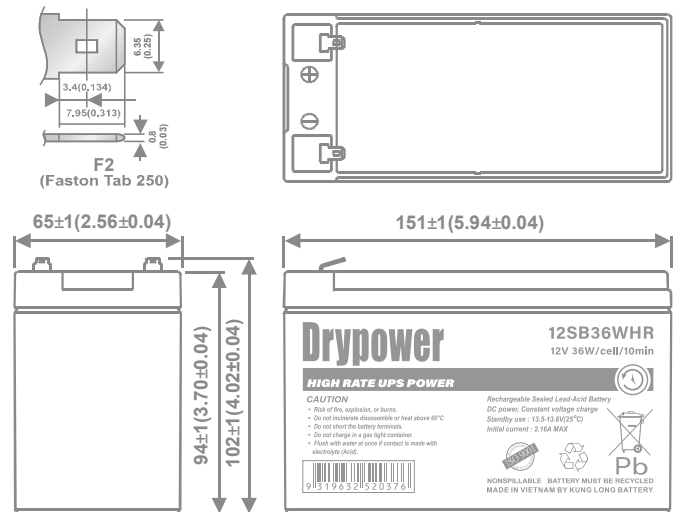 6.35
(0.25)
3.4(0.134)
7.95(0.313)
0.8
(0.03)
F2
(Faston Tab 250)
65±1(2.56±0.04)
151±1(5.94±0.04)
94±1(3.70±0.04)
102±1(4.02±0.04)
Drypower
12SB36WHR
12V 36W/cell/10min
HIGH RATE UPS POWER
CAUTION
• Risk of fire, explosion, or burns.
• Do not incinerate disassemble or heat above 60°C
• Do not short the battery terminals.
• Do not charge in a gas tight container.
• Flush with water at once if contact is made with
electrolyte (Acid).
9 319632 520376
Rechargeable Sealed Lead-Acid Battery
DC power, Constant voltage charge
Standby use : 13.5-13.8V(25°C)
Initial current : 2.16A MAX
ISO 9001
Pb
NONSPILLABLE BATTERY MUST BE RECYCLED
MADE IN VIETNAM BY KUNG LONG BATTERY